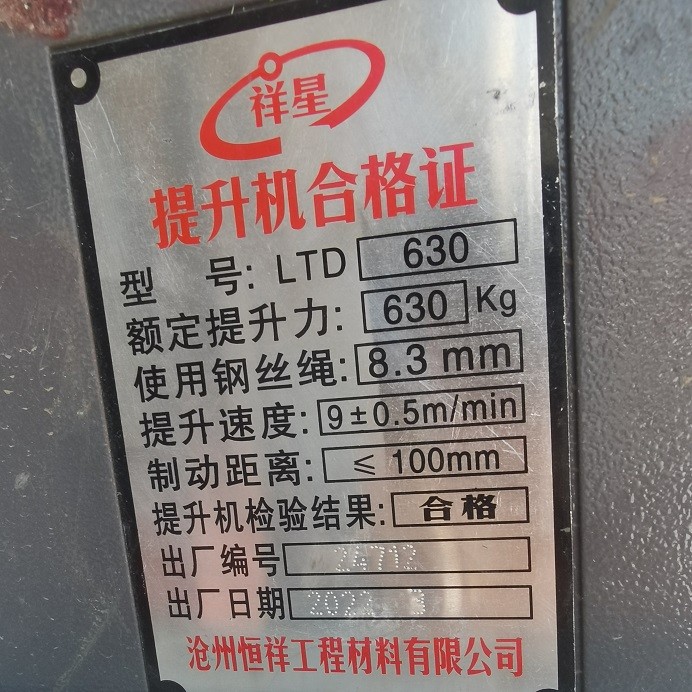 祥星
提升机合格证
型 号: LTD 630
额定提升力: 630 Kg
使用钢丝绳: 8.3 mm
提升速度: 9±0.5m/min
制动距离: ≤ 100mm
提升机检验结果: 合格
出厂编号
出厂日期
沧州恒祥工程材料有限公司